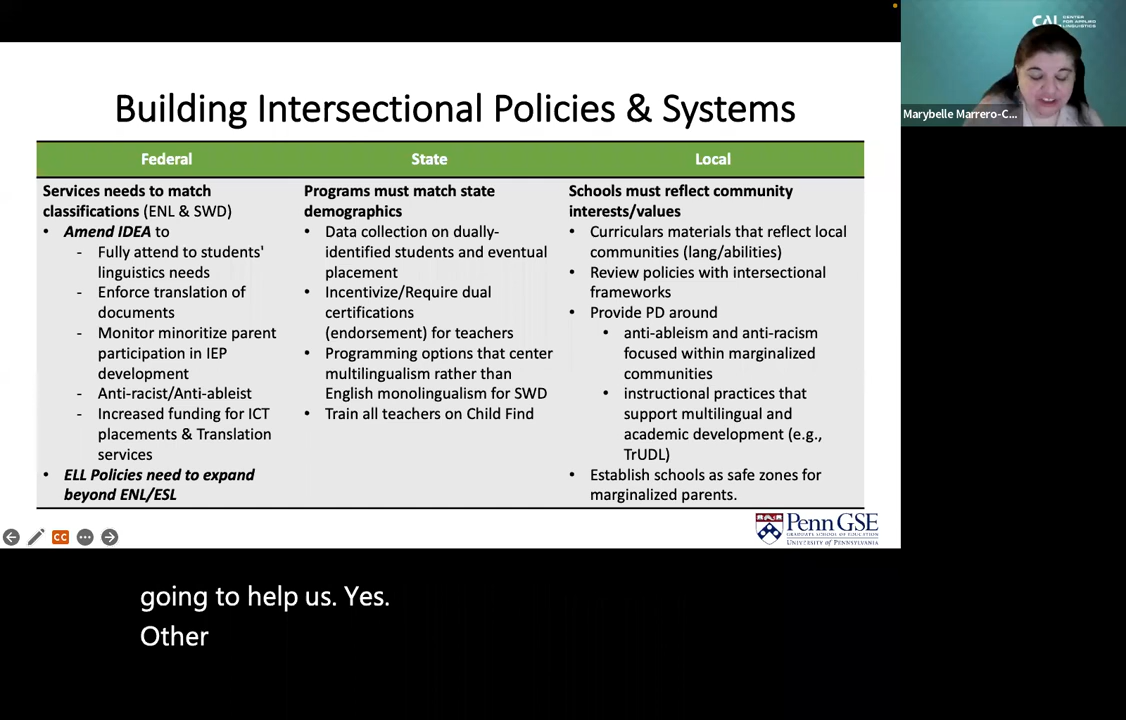 CAL CENTER
FOR APPLIED
LINGUISTICS
Marybelle Marrero-C...
Building Intersectional Policies & Systems
Federal
Services needs to match
classifications (ENL & SWD)
• Amend IDEA to
- Fully attend to students'
linguistics needs
- Enforce translation of
documents
- Monitor minoritize parent
participation in IEP
development
- Anti-racist/Anti-ableist
- Increased funding for ICT
placements & Translation
services
• ELL Policies need to expand
beyond ENL/ESL
State
Programs must match state
demographics
• Data collection on dually-
identified students and eventual
placement
• Incentivize/Require dual
certifications
(endorsement) for teachers
• Programming options that center
multilingualism rather than
English monolingualism for SWD
• Train all teachers on Child Find
Local
Schools must reflect community
interests/values
• Curriculars materials that reflect local
communities (lang/abilities)
• Review policies with intersectional
frameworks
• Provide PD around
• anti-ableism and anti-racism
focused within marginalized
communities
• instructional practices that
support multilingual and
academic development (e.g.,
TrUDL)
• Establish schools as safe zones for
marginalized parents.
CC
Penn GSE
GRADUATE SCHOOL OF EDUCATION
UNIVERSITY OF PENNSYLVANIA
going to help us. Yes.
Other